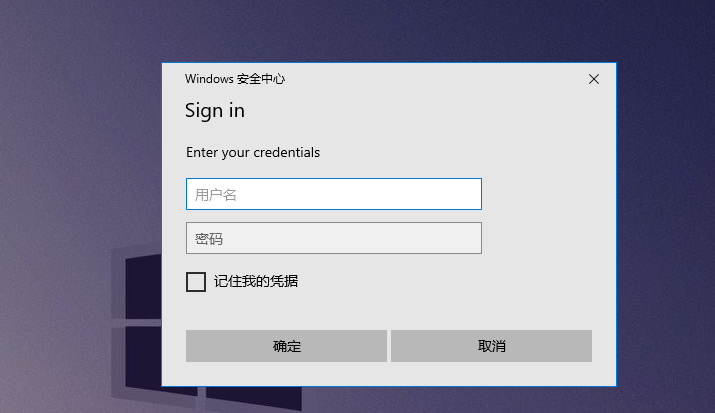 Windows 安全中心
Sign in
Enter your credentials
用户名
密码
记住我的凭据
确定
取消